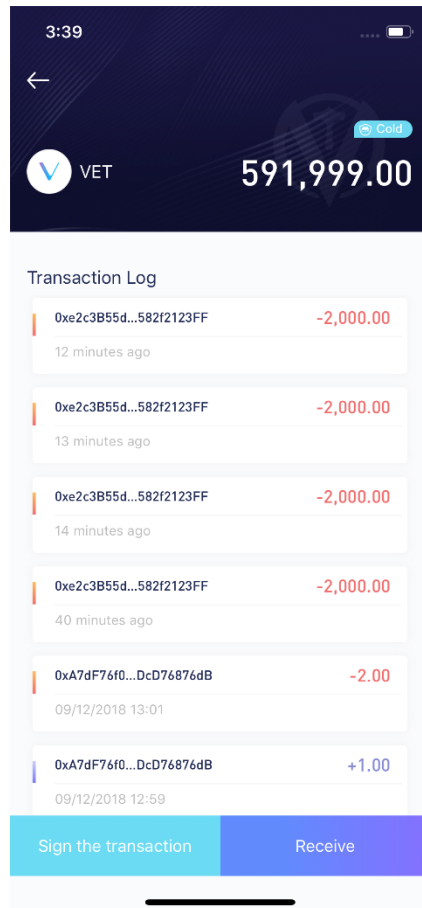 3:39
Cold
VET
591,999.00
Transaction Log
0xe2c3B55d...582f2123FF -2,000.00
12 minutes ago
0xe2c3B55d...582f2123FF -2,000.00
13 minutes ago
0xe2c3B55d...582f2123FF -2,000.00
14 minutes ago
0xe2c3B55d...582f2123FF -2,000.00
40 minutes ago
0xA7dF76f0...DcD76876dB -2.00
09/12/2018 13:01
0xA7dF76f0...DcD76876dB +1.00
09/12/2018 12:59
Sign the transaction Receive